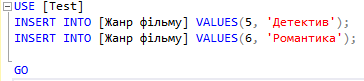 USE [Test]
INSERT INTO [Жанр фільму] VALUES(5, 'Детектив');
INSERT INTO [Жанр фільму] VALUES(6, 'Романтика');
GO